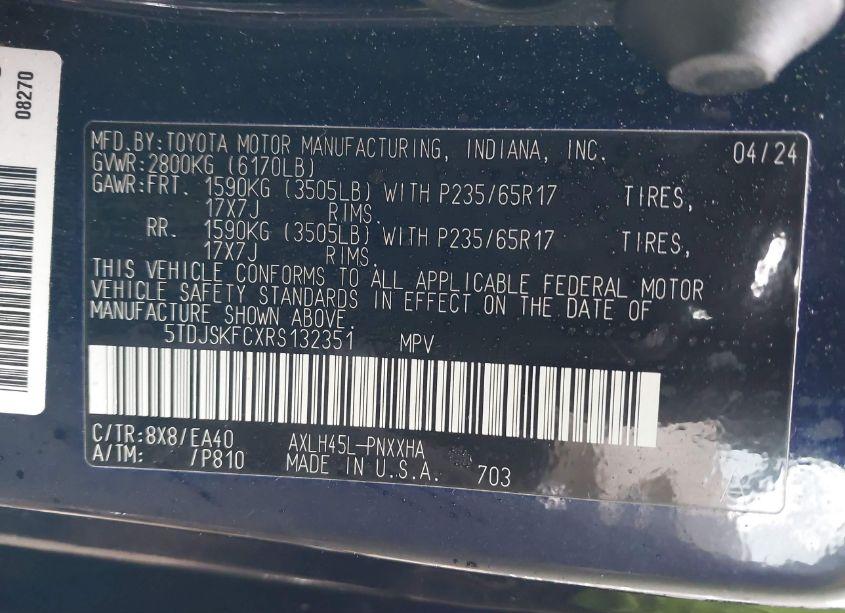 08270
MFD.BY:TOYOTA MOTOR MANUFACTURING, INDIANA, INC. 04/24
GVWR:2800KG (6170LB)
GAWR:FRT. 1590KG (3505LB) WITH P235/65R17 TIRES,
17X7J RIMS.
RR. 1590KG (3505LB) WITH P235/65R17 TIRES,
17X7J RIMS.
THIS VEHICLE CONFORMS TO ALL APPLICABLE FEDERAL MOTOR
VEHICLE SAFETY STANDARDS IN EFFECT ON THE DATE OF
MANUFACTURE SHOWN ABOVE.
5TDJSKFCXRS132351 MPV
C/TR:8X8/EA40 AXLH45L-PNXXHA
A/TM: /P810 MADE IN U.S.A. 703